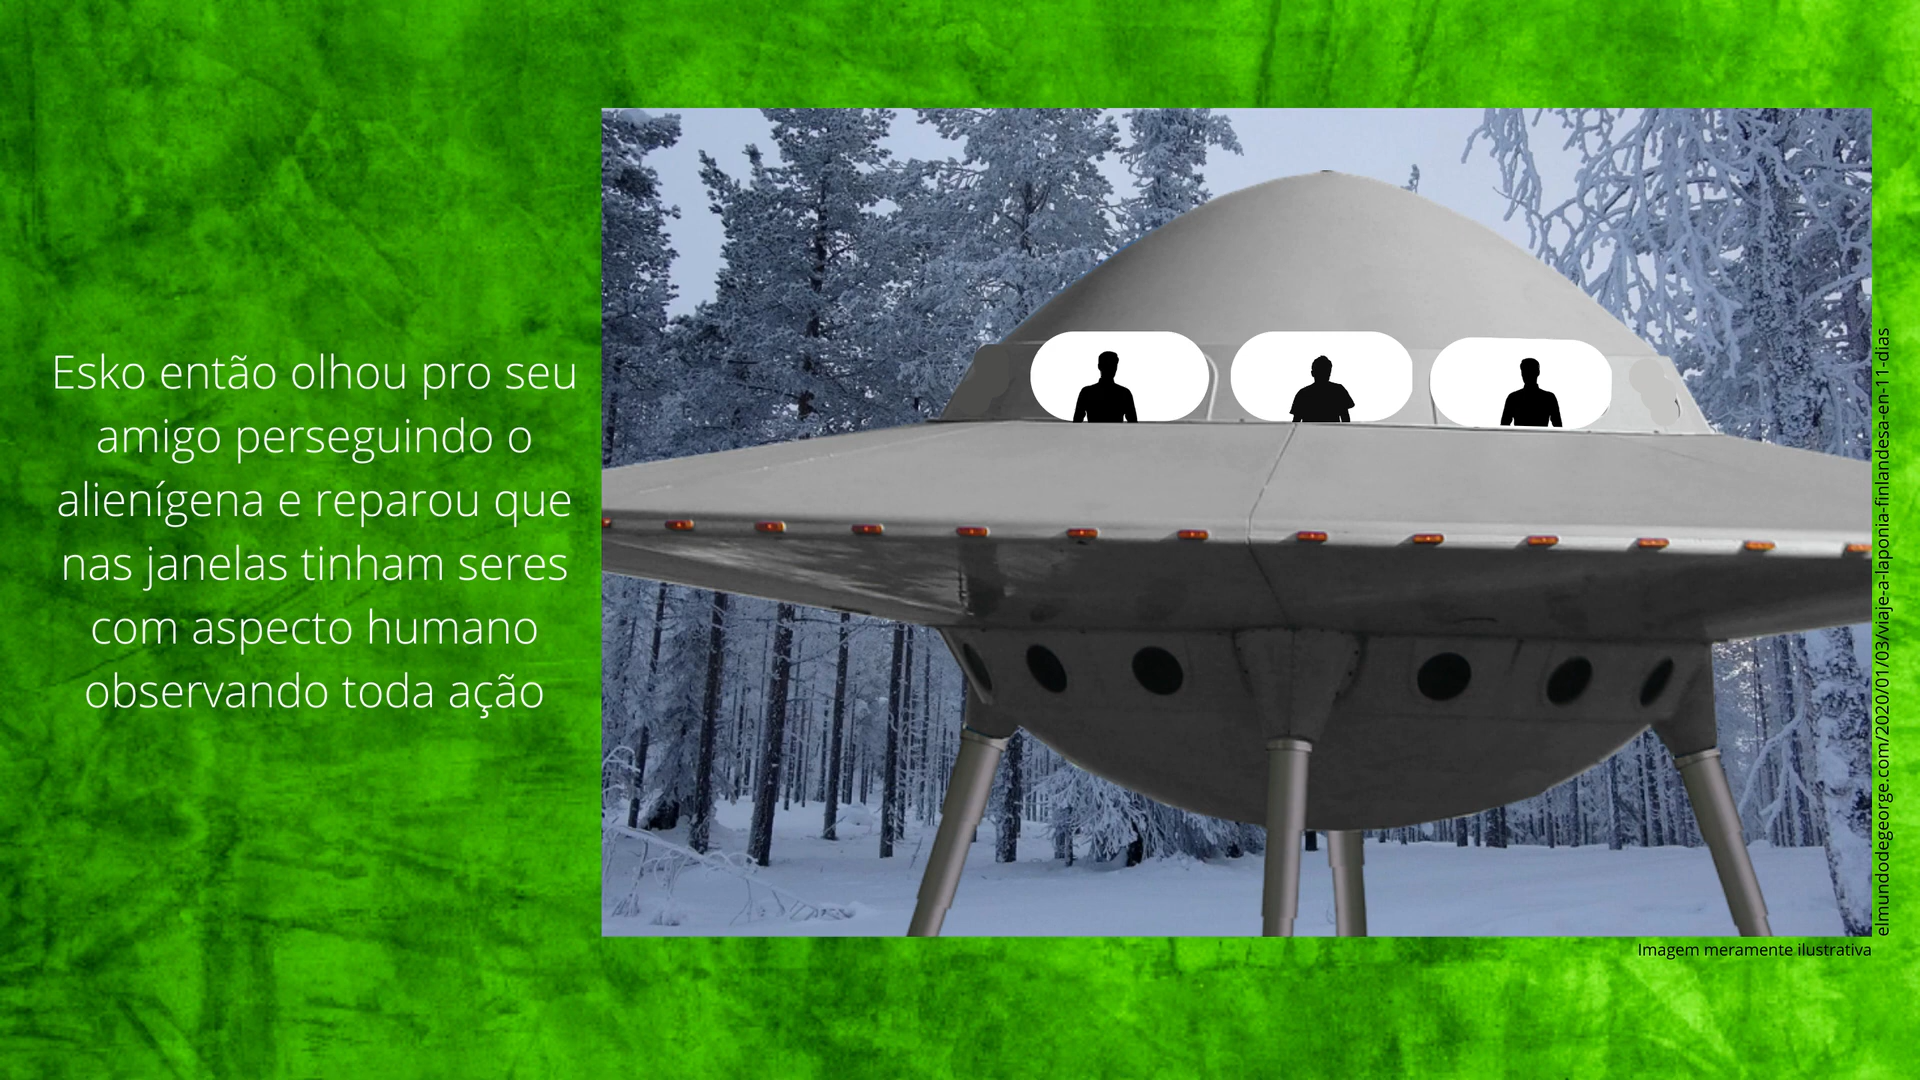 Esko então olhou pro seu
amigo perseguindo o
alienígena e reparou que
nas janelas tinham seres
com aspecto humano
observando toda ação
elmundodegeorge.com/2020/01/03/viaje-a-laponia-finlandesa-en-11-dias
Imagem meramente ilustrativa